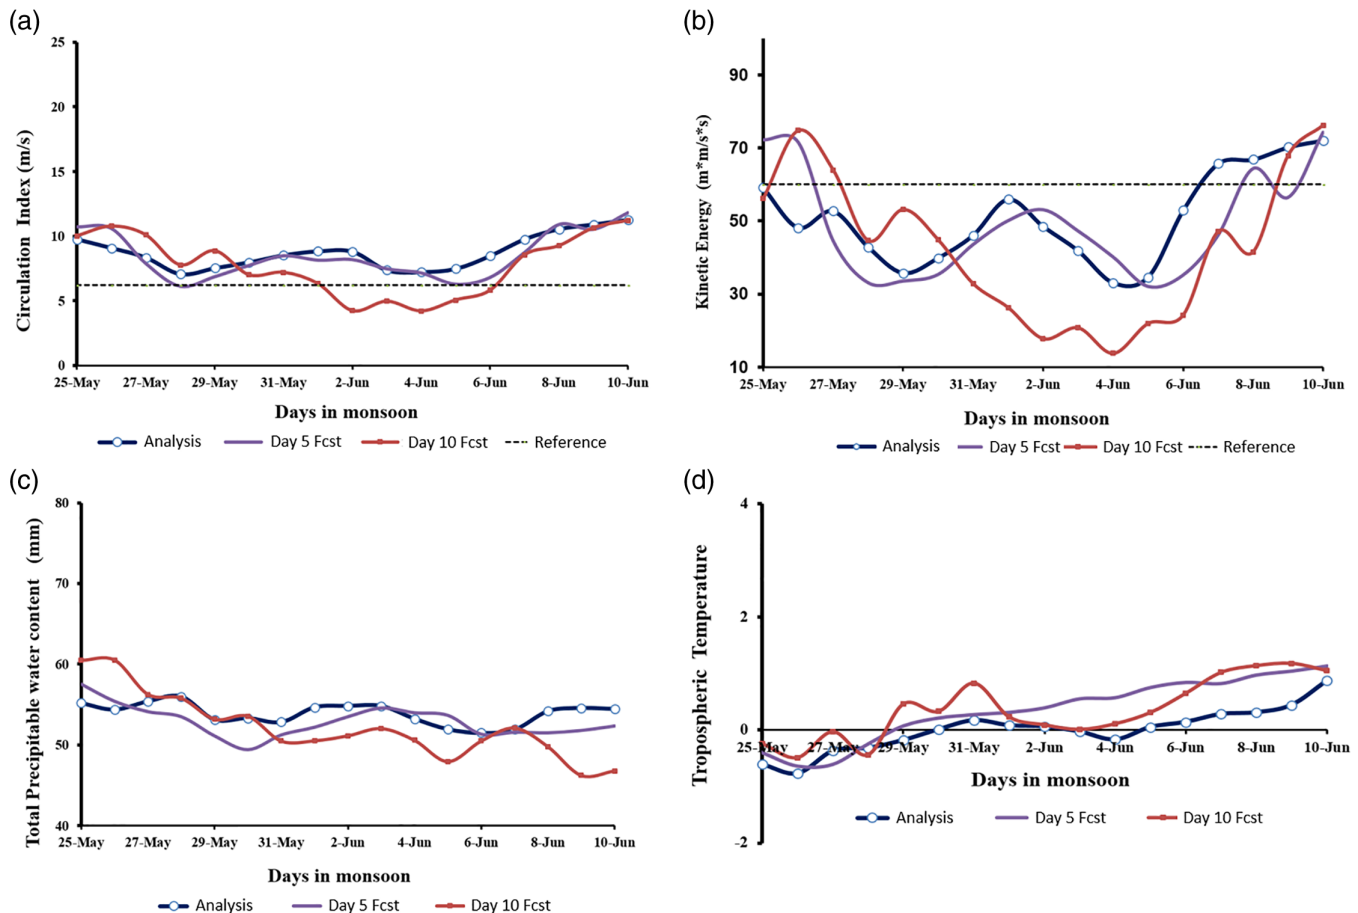 (a)
25
20
15
10
5
0
Circulation Index (m/s)
25-May 27-May 29-May 31-May 2-Jun 4-Jun 6-Jun 8-Jun 10-Jun
Days in monsoon
Analysis Day 5 Fcst Day 10 Fcst Reference
(b)
90
70
50
30
10
Kinetic Energy (m*m/s*s)
25-May 27-May 29-May 31-May 2-Jun 4-Jun 6-Jun 8-Jun 10-Jun
Days in monsoon
Analysis Day 5 Fcst Day 10 Fcst Reference
(c)
80
70
60
50
40
Total Precipitable water content (mm)
25-May 27-May 29-May 31-May 2-Jun 4-Jun 6-Jun 8-Jun 10-Jun
Days in monsoon
Analysis Day 5 Fcst Day 10 Fcst
(d)
4
2
0
-2
Tropospheric Temperature
25-May 27-May 29-May 31-May 2-Jun 4-Jun 6-Jun 8-Jun 10-Jun
Days in monsoon
Analysis Day 5 Fcst Day 10 Fcst